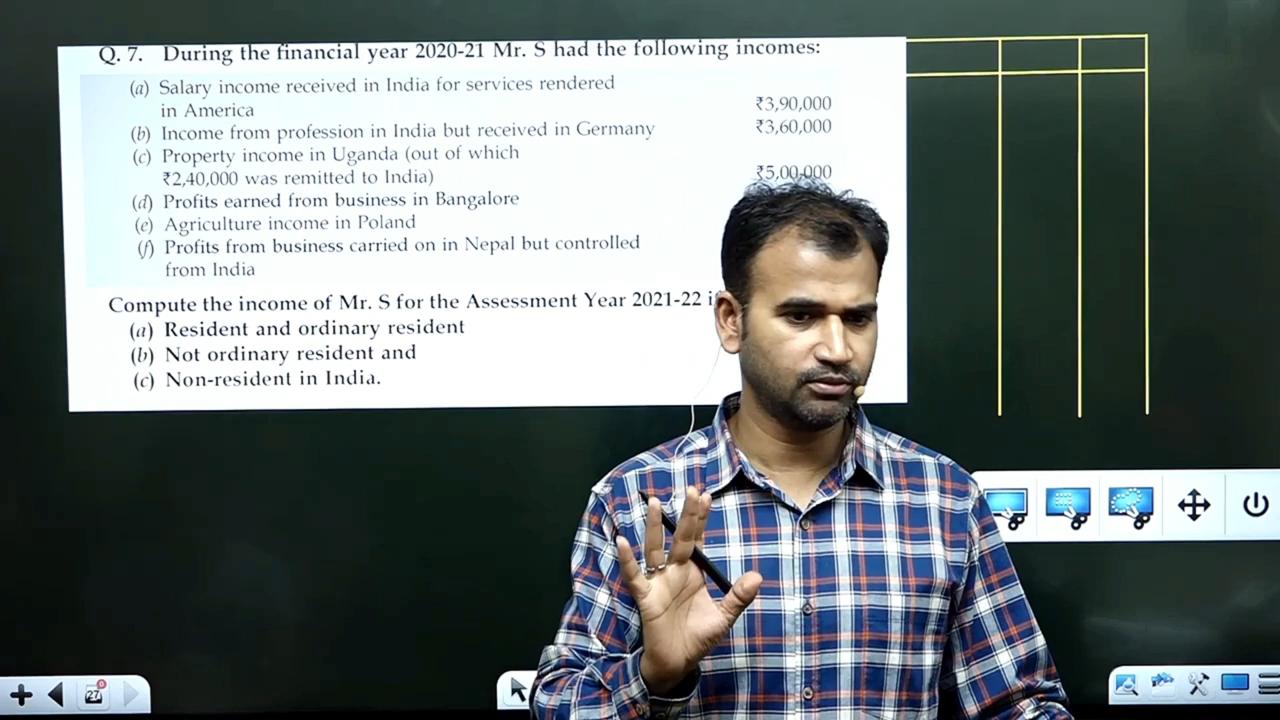 Q. 7. During the financial year 2020-21 Mr. S had the following incomes:
(a) Salary income received in India for services rendered
in America ₹3,90,000
(b) Income from profession in India but received in Germany ₹3,60,000
(c) Property income in Uganda (out of which
₹2,40,000 was remitted to India) ₹5,00,000
(d) Profits earned from business in Bangalore
(e) Agriculture income in Poland
(f) Profits from business carried on in Nepal but controlled
from India
Compute the income of Mr. S for the Assessment Year 2021-22
(a) Resident and ordinary resident
(b) Not ordinary resident and
(c) Non-resident in India.
27
0